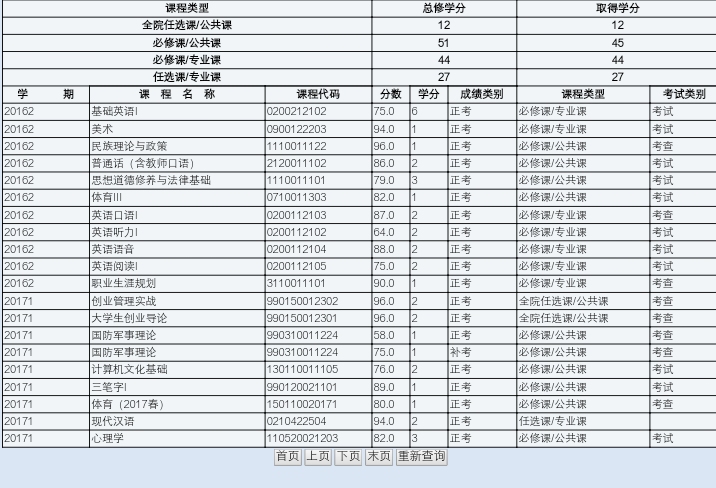 课程类型 总修学分 取得学分
全院任选课/公共课 12 12
必修课/公共课 51 45
必修课/专业课 44 44
任选课/专业课 27 27
学 期 课 程 名 称 课程代码 分数 学分 成绩类别 课程类型 考试类别
20162 基础英语I 0200212102 75.0 6 正考 必修课/专业课 考试
20162 美术 0900122203 94.0 1 正考 必修课/专业课 考试
20162 民族理论与政策 1110011122 96.0 1 正考 必修课/公共课 考查
20162 普通话（含教师口语） 2120011102 86.0 2 正考 必修课/公共课 考试
20162 思想道德修养与法律基础 1110011101 79.0 3 正考 必修课/公共课 考试
20162 体育III 0710011303 82.0 1 正考 必修课/公共课 考试
20162 英语口语I 0200112103 87.0 2 正考 必修课/专业课 考查
20162 英语听力I 0200112102 64.0 2 正考 必修课/专业课 考试
20162 英语语音 0200112104 88.0 2 正考 必修课/专业课 考试
20162 英语阅读I 0200112105 75.0 2 正考 必修课/专业课 考试
20162 职业生涯规划 3110011101 90.0 1 正考 必修课/公共课 考查
20171 创业管理实战 990150012302 96.0 2 正考 全院任选课/公共课 考查
20171 大学生创业导论 990150012301 96.0 2 正考 全院任选课/公共课 考查
20171 国防军事理论 990310011224 58.0 1 正考 必修课/公共课 考查
20171 国防军事理论 990310011224 75.0 1 补考 必修课/公共课 考查
20171 计算机文化基础 130110011105 76.0 2 正考 必修课/公共课 考试
20171 三笔字I 990120021101 89.0 1 正考 必修课/公共课 考试
20171 体育（2017春） 150110020171 80.0 1 正考 必修课/公共课 考查
20171 现代汉语 0210422504 94.0 2 正考 任选课/专业课
20171 心理学 110520021203 82.0 3 正考 必修课/公共课 考试
首页 上页 下页 末页 重新查询